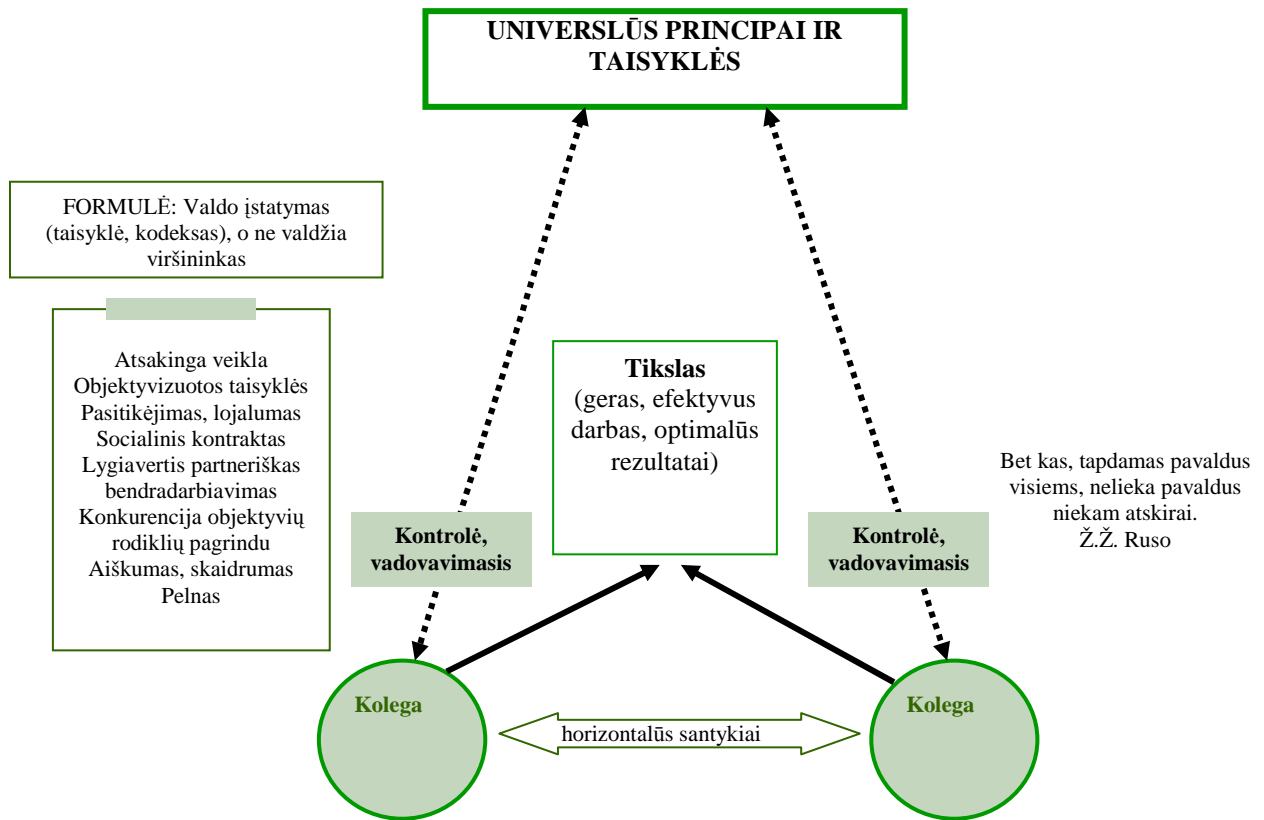 UNIVERSLŪS PRINCIPAI IR
TAISYKLĖS
FORMULĖ: Valdo įstatymas
(taisyklė, kodeksas), o ne valdžia
viršininkas
Atsakinga veikla
Objektyvizuotos taisyklės
Pasitikėjimas, lojalumas
Socialinis kontraktas
Lygiavertis partneriškas
bendradarbiavimas
Konkurencija objektyvių
rodiklių pagrindu
Aiškumas, skaidrumas
Pelnas
Tikslas
(geras, efektyvus
darbas, optimalūs
rezultatai)
Bet kas, tapdamas pavaldus
visiems, nelieka pavaldus
niekam atskirai.
Ž.Ž. Ruso
Kontrolė,
vadovavimasis
Kontrolė,
vadovavimasis
Kolega
horizontalūs santykiai
Kolega